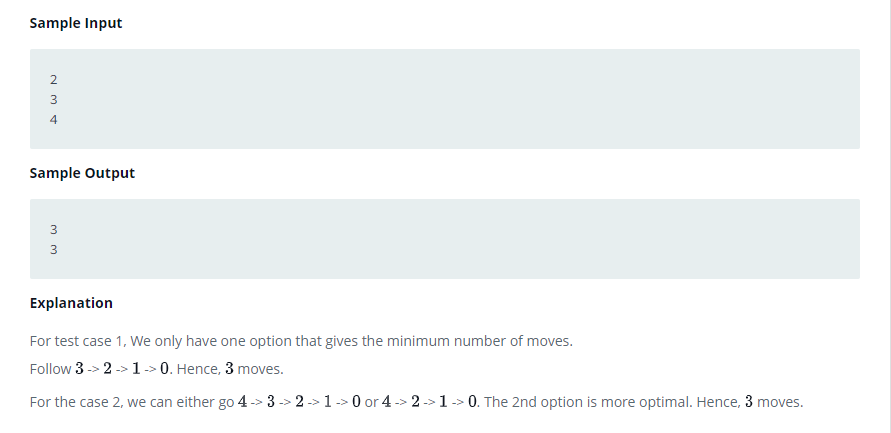 Sample Input
2
3
4
Sample Output
3
3
Explanation
For test case 1, We only have one option that gives the minimum number of moves.
Follow 3 -> 2 -> 1 -> 0. Hence, 3 moves.
For the case 2, we can either go 4 -> 3 -> 2 -> 1 -> 0 or 4 -> 2 -> 1 -> 0. The 2nd option is more optimal. Hence, 3 moves.